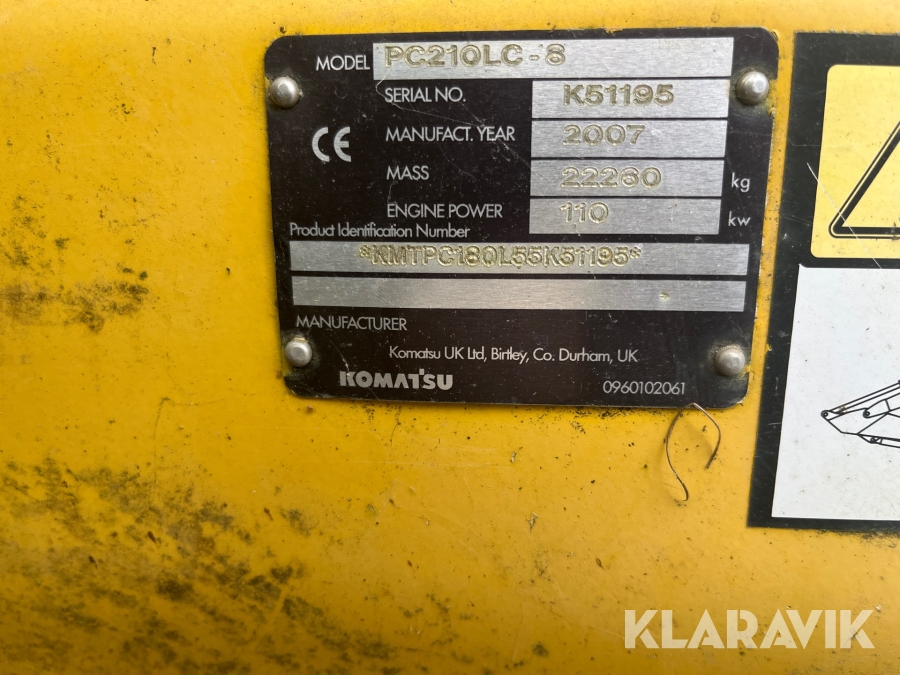 MODEL PC210LC-8
SERIAL NO. K51195
CE
MANUFACT. YEAR 2007
MASS 22260 kg
ENGINE POWER 110 kw
Product Identification Number
*KMTPC180L55K51195*
MANUFACTURER
Komatsu UK Ltd, Birtley, Co. Durham, UK
KOMATSU 0960102061
KLARAVIK